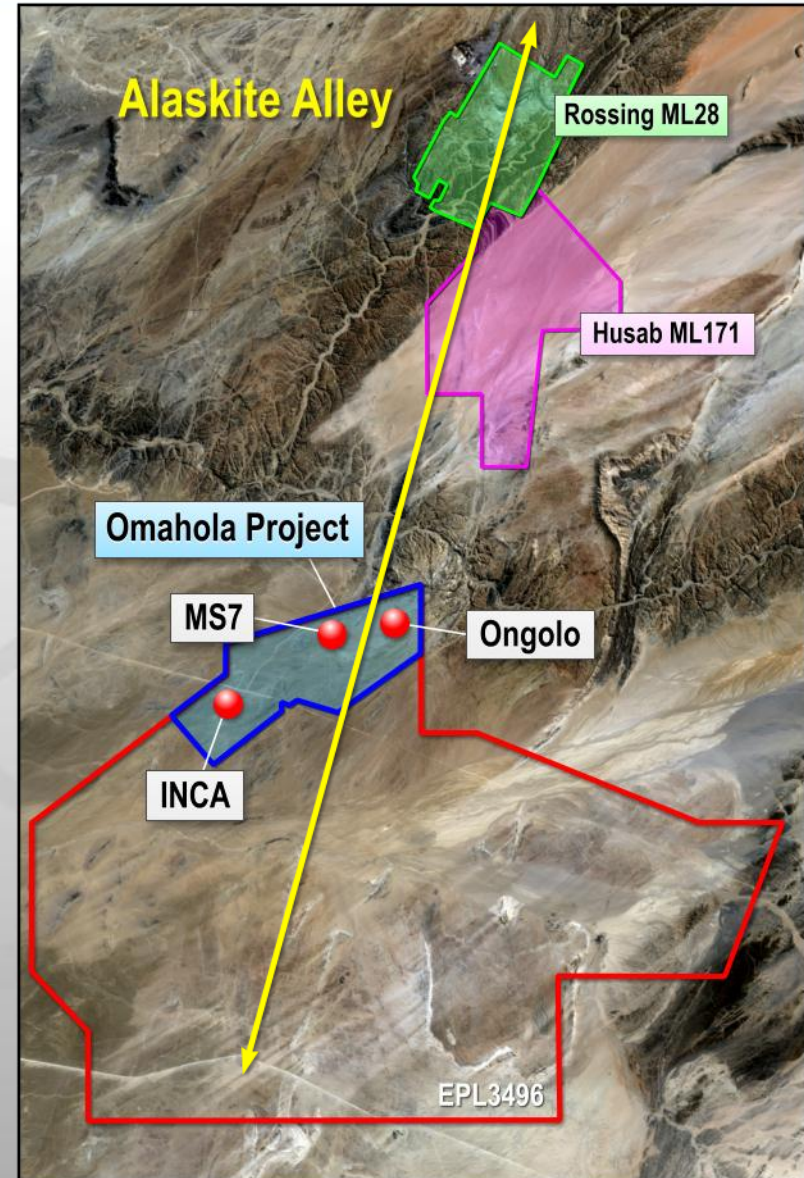 Alaskite Alley
Rossing ML28
Husab ML171
Omahola Project
MS7
Ongolo
INCA
EPL3496